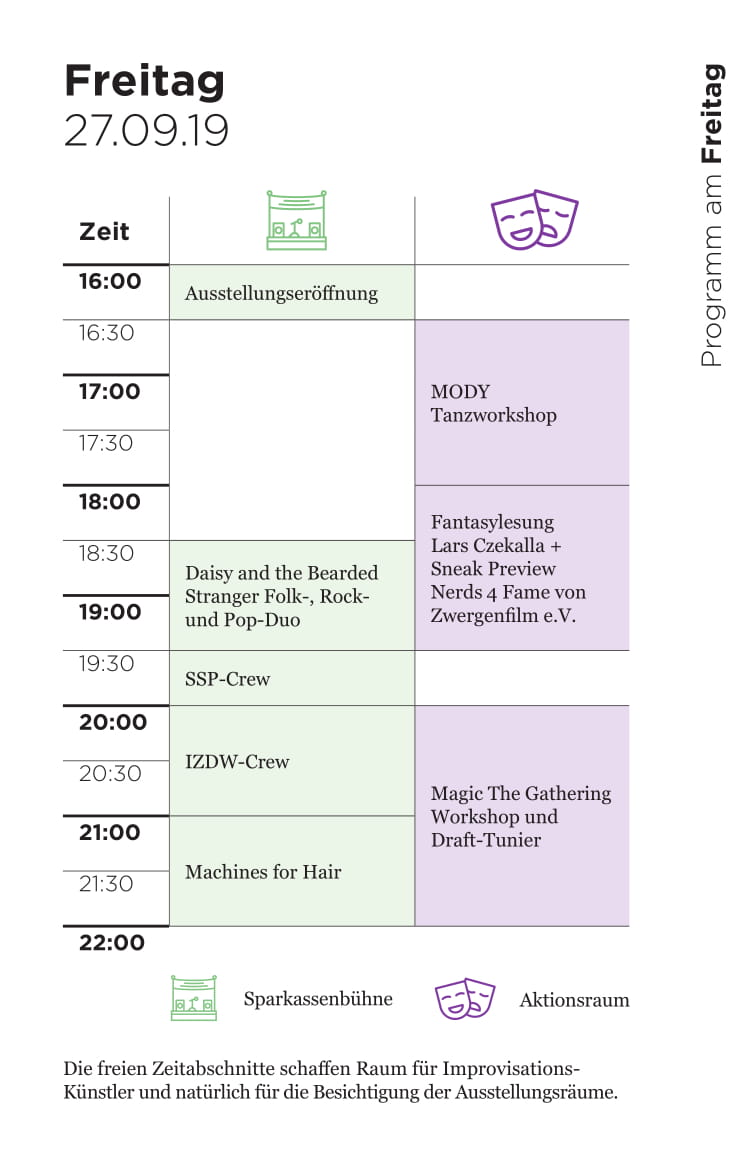 Freitag
27.09.19
Programm am Freitag
Zeit
16:00
Ausstellungseröffnung
16:30
17:00
MODY
Tanzworkshop
17:30
18:00
Fantasylesung
Lars Czekalla +
Sneak Preview
Nerds 4 Fame von
Zwergenfilm e.V.
18:30
Daisy and the Bearded
Stranger Folk-, Rock-
und Pop-Duo
19:00
19:30
SSP-Crew
20:00
IZDW-Crew
20:30
Magic The Gathering
Workshop und
Draft-Tunier
21:00
Machines for Hair
21:30
22:00
Sparkassenbühne
Aktionsraum
Die freien Zeitabschnitte schaffen Raum für Improvisations-
Künstler und natürlich für die Besichtigung der Ausstellungsräume.